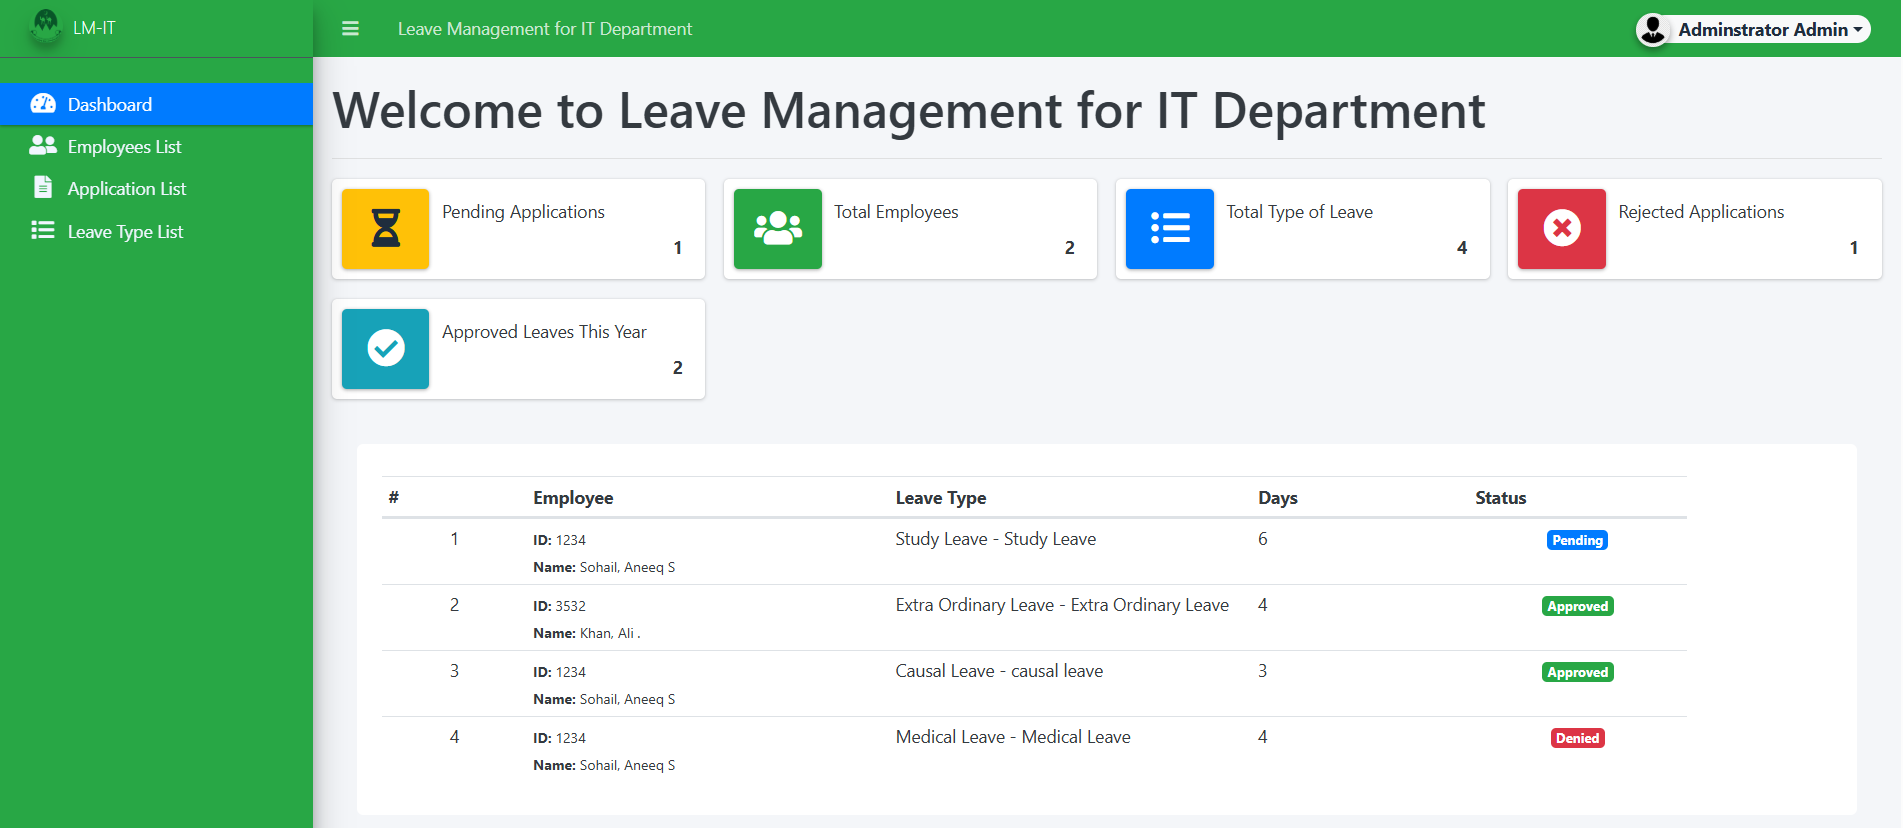 LM-IT
Leave Management for IT Department
Adminstrator Admin
Dashboard
Employees List
Application List
Leave Type List
Welcome to Leave Management for IT Department
Pending Applications
1
Total Employees
2
Total Type of Leave
4
Rejected Applications
1
Approved Leaves This Year
2
# Employee Leave Type Days Status
1 ID: 1234 Study Leave - Study Leave 6 Pending
Name: Sohail, Aneeq S
2 ID: 3532 Extra Ordinary Leave - Extra Ordinary Leave 4 Approved
Name: Khan, Ali .
3 ID: 1234 Causal Leave - causal leave 3 Approved
Name: Sohail, Aneeq S
4 ID: 1234 Medical Leave - Medical Leave 4 Denied
Name: Sohail, Aneeq S